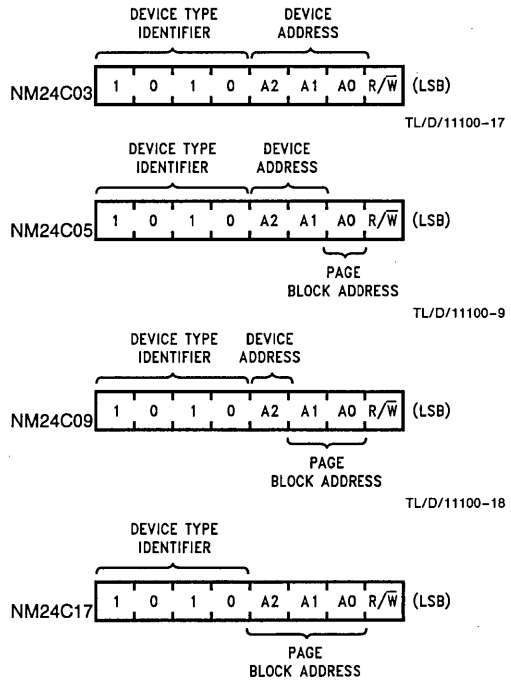 DEVICE TYPE IDENTIFIER DEVICE ADDRESS
NM24C03 1 0 1 0 A2 A1 A0 R/W̅ (LSB)
TL/D/11100-17
DEVICE TYPE IDENTIFIER DEVICE ADDRESS
NM24C05 1 0 1 0 A2 A1 A0 R/W̅ (LSB)
PAGE
BLOCK ADDRESS
TL/D/11100-9
DEVICE TYPE IDENTIFIER DEVICE ADDRESS
NM24C09 1 0 1 0 A2 A1 A0 R/W̅ (LSB)
PAGE
BLOCK ADDRESS
TL/D/11100-18
DEVICE TYPE
IDENTIFIER
NM24C17 1 0 1 0 A2 A1 A0 R/W̅ (LSB)
PAGE
BLOCK ADDRESS